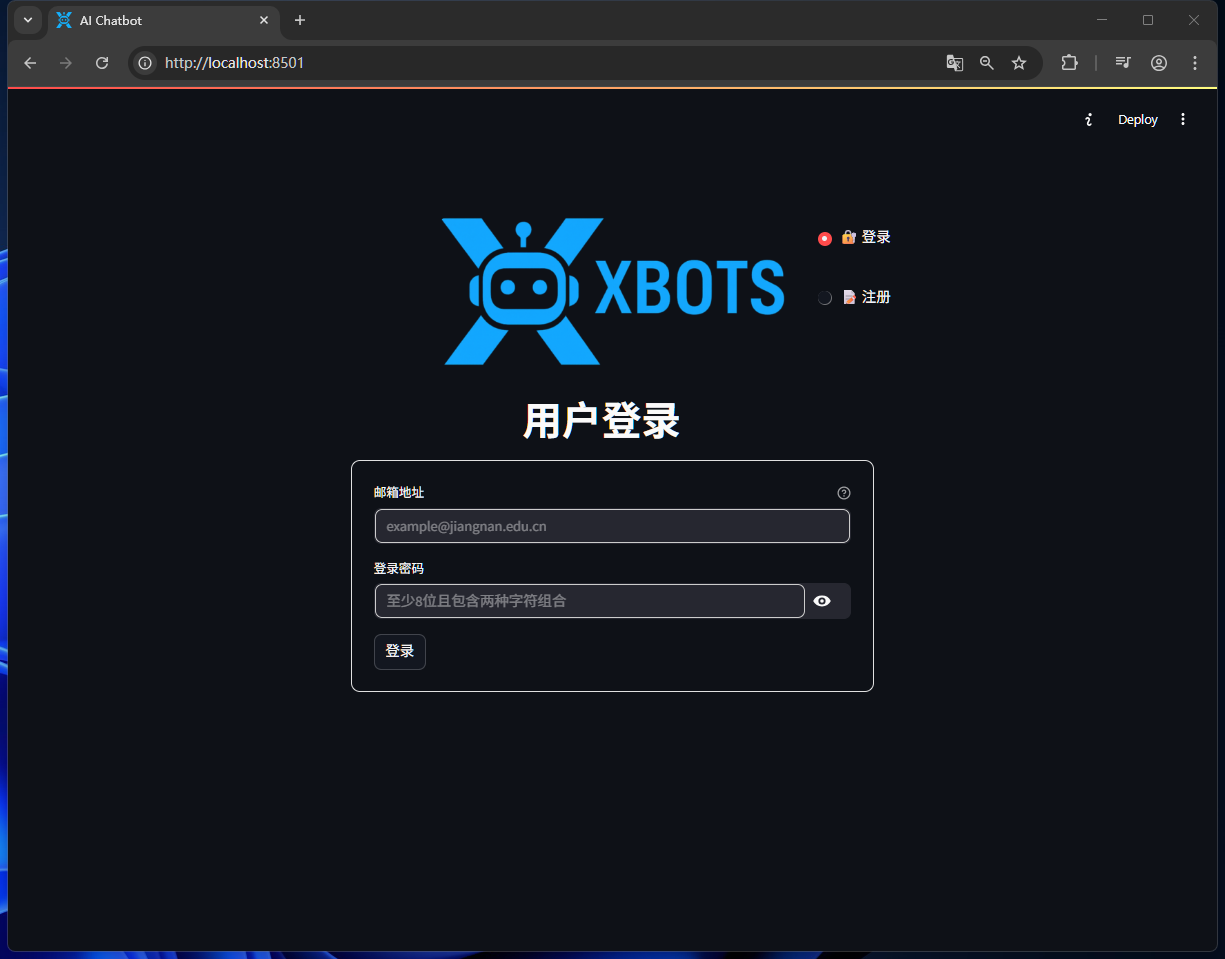 AI Chatbot
http://localhost:8501
Deploy
XBOTS
登录
注册
用户登录
邮箱地址
example@jiangnan.edu.cn
登录密码
至少8位且包含两种字符组合
登录